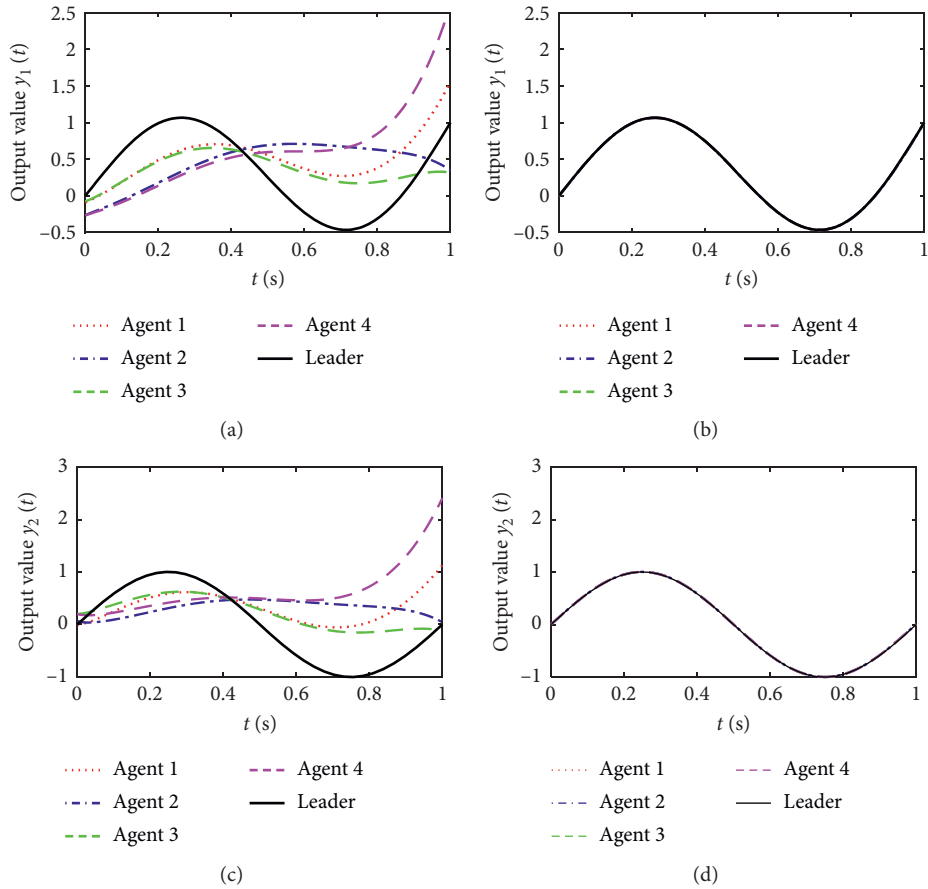 2.5
2
1.5
1
0.5
0
–0.5
Output value y₁ (t)
0 0.2 0.4 0.6 0.8 1
t (s)
Agent 1
Agent 2
Agent 3
Agent 4
Leader
(a)
2.5
2
1.5
1
0.5
0
–0.5
Output value y₁ (t)
0 0.2 0.4 0.6 0.8 1
t (s)
Agent 1
Agent 2
Agent 3
Agent 4
Leader
(b)
3
2
1
0
–1
Output value y₂ (t)
0 0.2 0.4 0.6 0.8 1
t (s)
Agent 1
Agent 2
Agent 3
Agent 4
Leader
(c)
3
2
1
0
–1
Output value y₂ (t)
0 0.2 0.4 0.6 0.8 1
t (s)
Agent 1
Agent 2
Agent 3
Agent 4
Leader
(d)